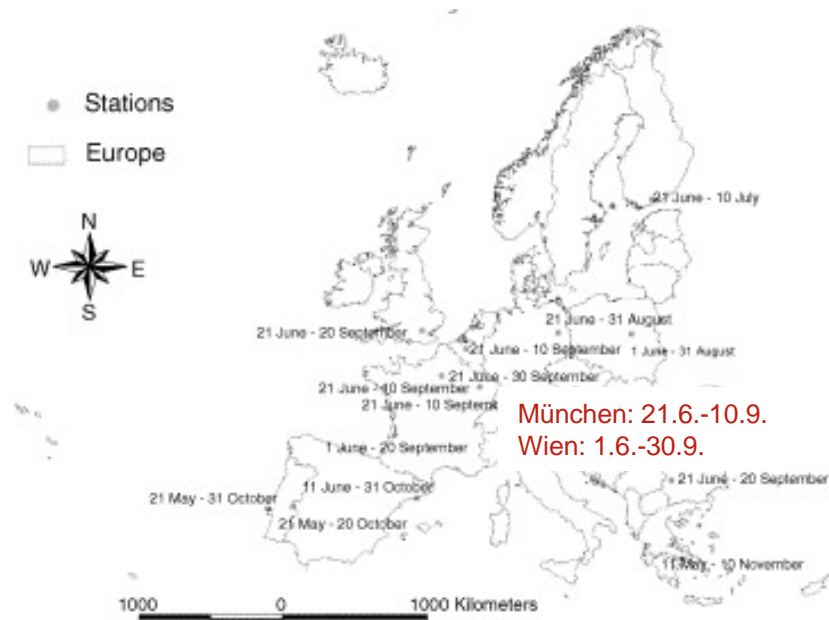 Stations
Europe
N
W
E
S
21 June - 10 July
21 June - 31 August
21 June - 20 September
21 June - 10 September
1 June - 31 August
21 June - 30 September
21 June - 10 September
21 June - 10 Septem
München: 21.6.-10.9.
Wien: 1.6.-30.9.
1 June - 20 September
11 June - 31 October
21 June - 20 September
21 May - 31 October
21 May - 20 October
11 May - 10 November
1000 0 1000 Kilometers